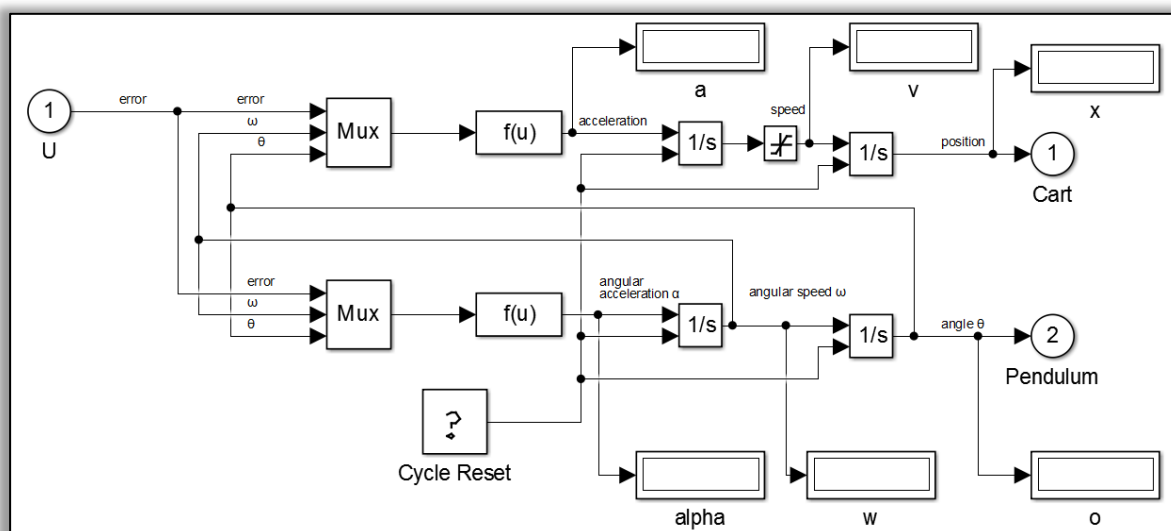 a
v
x
1
U
error
error
ω
θ
Mux
f(u)
acceleration
1/s
speed
1/s
position
1
Cart
error
ω
θ
Mux
f(u)
angular
acceleration α
1/s
angular speed ω
1/s
angle θ
2
Pendulum
?
Cycle Reset
alpha
w
o